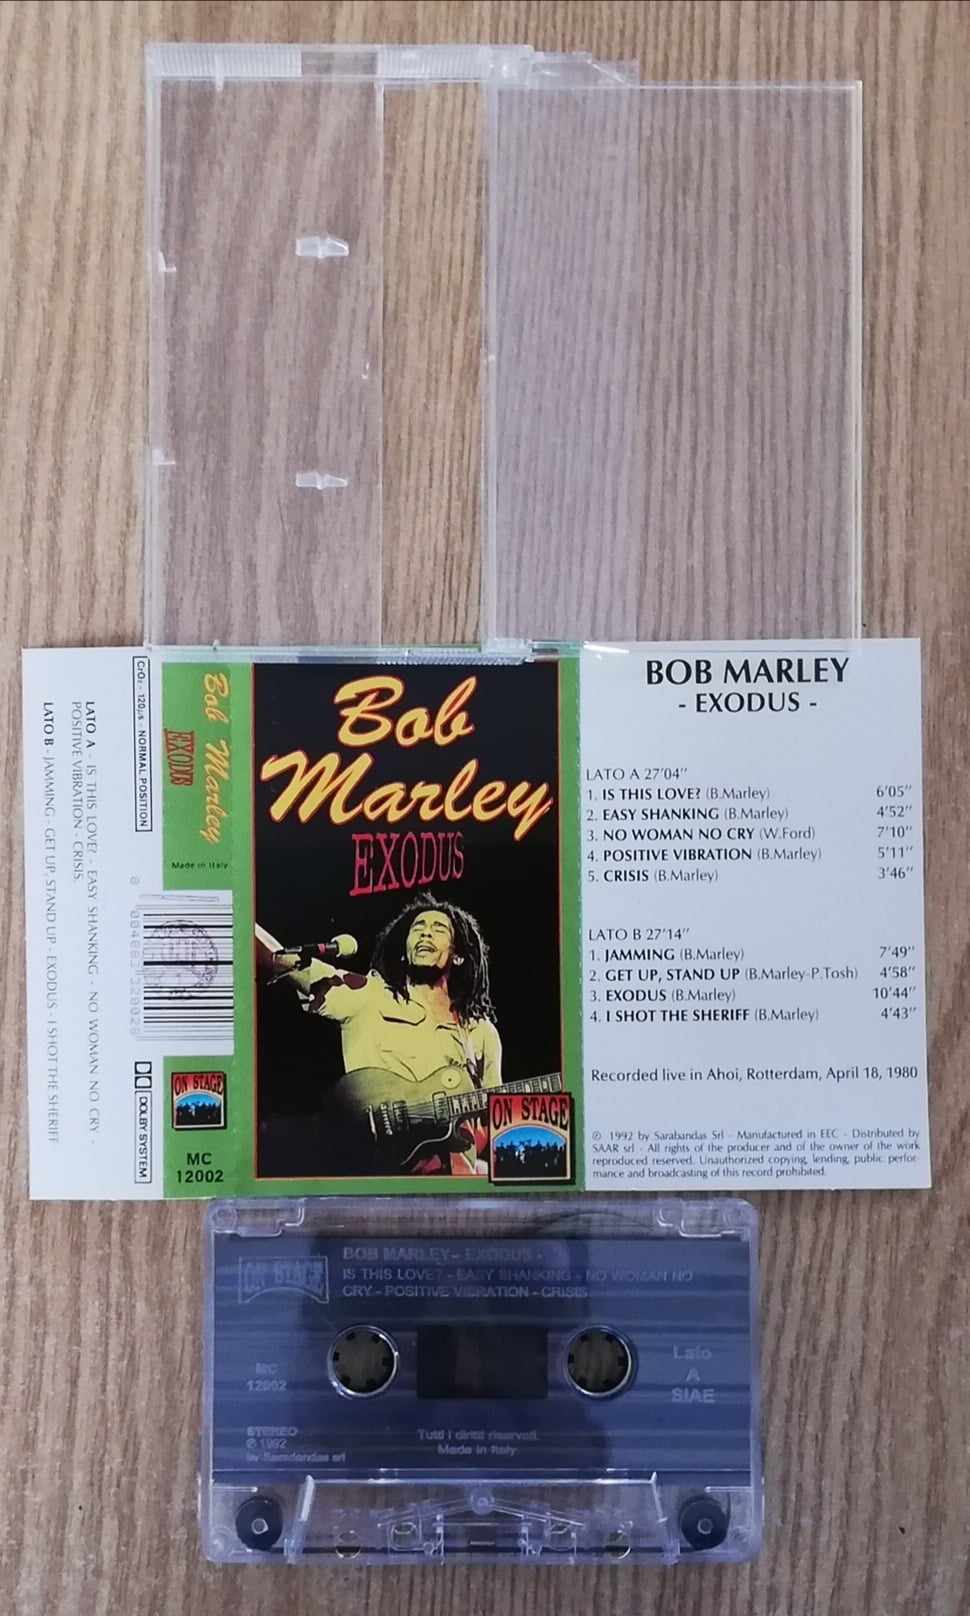 LATO A - IS THIS LOVE? - EASY SHANKING - NO WOMAN NO CRY -
POSITIVE VIBRATION - CRISIS
LATO B - JAMMING - GET UP, STAND UP - EXODUS - I SHOT THE SHERIFF
CrO2 - 120µs - NORMAL POSITION
DOLBY SYSTEM
Bob Marley
EXODUS
Made in Italy
ON STAGE
MC
12002
Bob
Marley
EXODUS
ON STAGE
BOB MARLEY
- EXODUS -
LATO A 27'04"
1. IS THIS LOVE? (B.Marley) 6'05"
2. EASY SHANKING (B.Marley) 4'52"
3. NO WOMAN NO CRY (W.Ford) 7'10"
4. POSITIVE VIBRATION (B.Marley) 5'11"
5. CRISIS (B.Marley) 3'46"
LATO B 27'14"
1. JAMMING (B.Marley) 7'49"
2. GET UP, STAND UP (B.Marley-P.Tosh) 4'58"
3. EXODUS (B.Marley) 10'44"
4. I SHOT THE SHERIFF (B.Marley) 4'43"
Recorded live in Ahoi, Rotterdam, April 18, 1980
℗ 1992 by Sarabandas Srl - Manufactured in EEC - Distributed by
SAAR srl - All rights of the producer and of the owner of the work
reproduced reserved. Unauthorized copying, lending, public perfor-
mance and broadcasting of this record prohibited.
ON STAGE
BOB MARLEY - EXODUS -
IS THIS LOVE? - EASY SHANKING - NO WOMAN NO
CRY - POSITIVE VIBRATION - CRISIS
MC
12002
Lato
A
SIAE
STEREO
℗ 1992
by Sarabandas srl
Tutti i diritti riservati.
Made in Italy